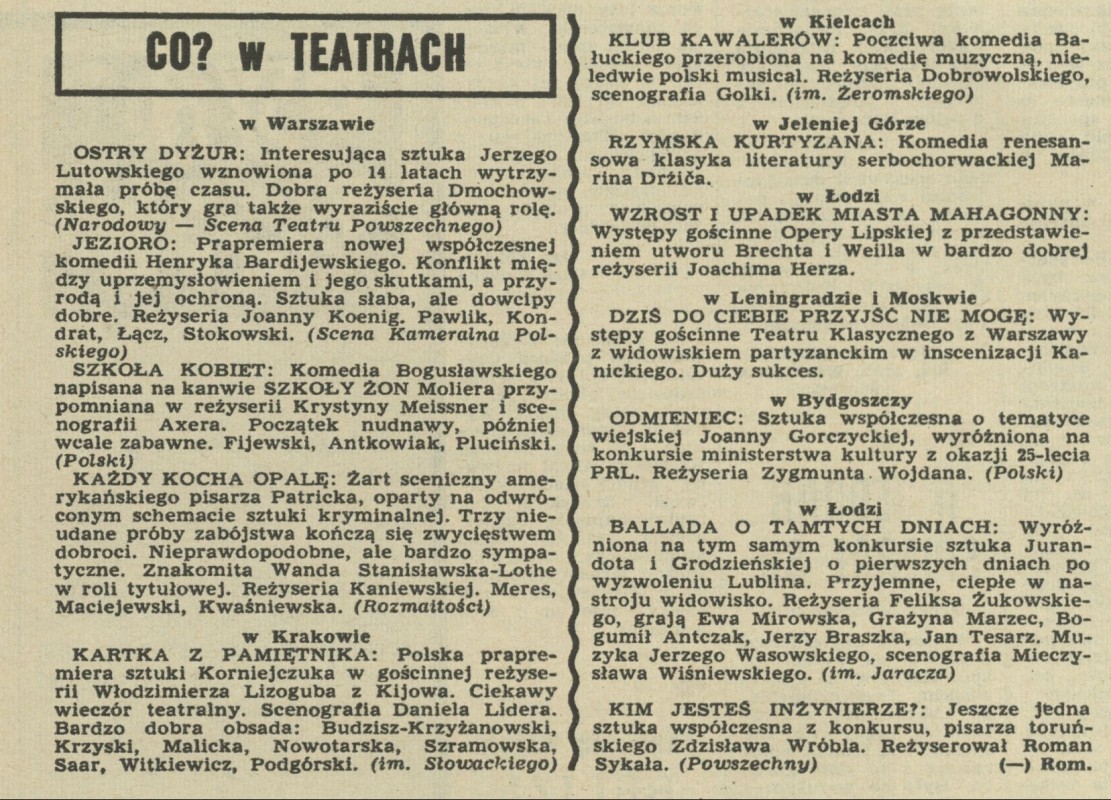 CO? w TEATRACH
w Warszawie
OSTRY DYŻUR: Interesująca sztuka Jerzego
Lutowskiego wznowiona po 14 latach wytrzy-
mała próbę czasu. Dobra reżyseria Dmochow-
skiego, który gra także wyraziście główną rolę.
(Narodowy — Scena Teatru Powszechnego)
JEZIORO: Prapremiera nowej współczesnej
komedii Henryka Bardijewskiego. Konflikt mię-
dzy uprzemysłowieniem i jego skutkami, a przy-
rodą i jej ochroną. Sztuka słaba, ale dowcipy
dobre. Reżyseria Joanny Koenig. Pawlik, Kon-
drat, Łącz, Stokowski. (Scena Kameralna Pol-
skiego)
SZKOŁA KOBIET: Komedia Bogusławskiego
napisana na kanwie SZKOŁY ŻON Moliera przy-
pomniana w reżyserii Krystyny Meissner i sce-
nografii Axera. Początek nudnawy, później
wcale zabawne. Fijewski, Antkowiak, Pluciński.
(Polski)
KAŻDY KOCHA OPALĘ: Żart sceniczny ame-
rykańskiego pisarza Patricka, oparty na odwró-
conym schemacie sztuki kryminalnej. Trzy nie-
udane próby zabójstwa kończą się zwycięstwem
dobroci. Nieprawdopodobne, ale bardzo sympa-
tyczne. Znakomita Wanda Stanisławska-Lothe
w roli tytułowej. Reżyseria Kaniewskiej. Meres,
Maciejewski, Kwaśniewska. (Rozmaitości)
w Krakowie
KARTKA Z PAMIĘTNIKA: Polska prapre-
miera sztuki Korniejczuka w gościnnej reżyse-
rii Włodzimierza Lizoguba z Kijowa. Ciekawy
wieczór teatralny. Scenografia Daniela Lidera.
Bardzo dobra obsada: Budzisz-Krzyżanowski,
Krzyski, Malicka, Nowotarska, Szramowska,
Saar, Witkiewicz, Podgórski. (im. Słowackiego)
w Kielcach
KLUB KAWALERÓW: Poczciwa komedia Ba-
łuckiego przerobiona na komedię muzyczną, nie-
ledwie polski musical. Reżyseria Dobrowolskiego,
scenografia Golki. (im. Żeromskiego)
w Jeleniej Górze
RZYMSKA KURTYZANA: Komedia renesan-
sowa klasyka literatury serbochorwackiej Ma-
rina Držiča.
w Łodzi
WZROST I UPADEK MIASTA MAHAGONNY:
Występy gościnne Opery Lipskiej z przedstawie-
niem utworu Brechta i Weilla w bardzo dobrej
reżyserii Joachima Herza.
w Leningradzie i Moskwie
DZIŚ DO CIEBIE PRZYJŚĆ NIE MOGĘ: Wy-
stępy gościnne Teatru Klasycznego z Warszawy
z widowiskiem partyzanckim w inscenizacji Ka-
nickiego. Duży sukces.
w Bydgoszczy
ODMIENIEC: Sztuka współczesna o tematyce
wiejskiej Joanny Gorczyckiej, wyróżniona na
konkursie ministerstwa kultury z okazji 25-lecia
PRL. Reżyseria Zygmunta Wojdana. (Polski)
w Łodzi
BALLADA O TAMTYCH DNIACH: Wyróż-
niona na tym samym konkursie sztuka Juran-
dota i Grodzieńskiej o pierwszych dniach po
wyzwoleniu Lublina. Przyjemne, ciepłe w na-
stroju widowisko. Reżyseria Feliksa Żukowskie-
go, grają Ewa Mirowska, Grażyna Marzec, Bo-
gumił Antczak, Jerzy Braszka, Jan Tesarz. Mu-
zyka Jerzego Wasowskiego, scenografia Mieczy-
sława Wiśniewskiego. (im. Jaracza)
KIM JESTEŚ INŻYNIERZE?: Jeszcze jedna
sztuka współczesna z konkursu, pisarza toruń-
skiego Zdzisława Wróbla. Reżyserował Roman
Sykała. (Powszechny) (—) Rom.